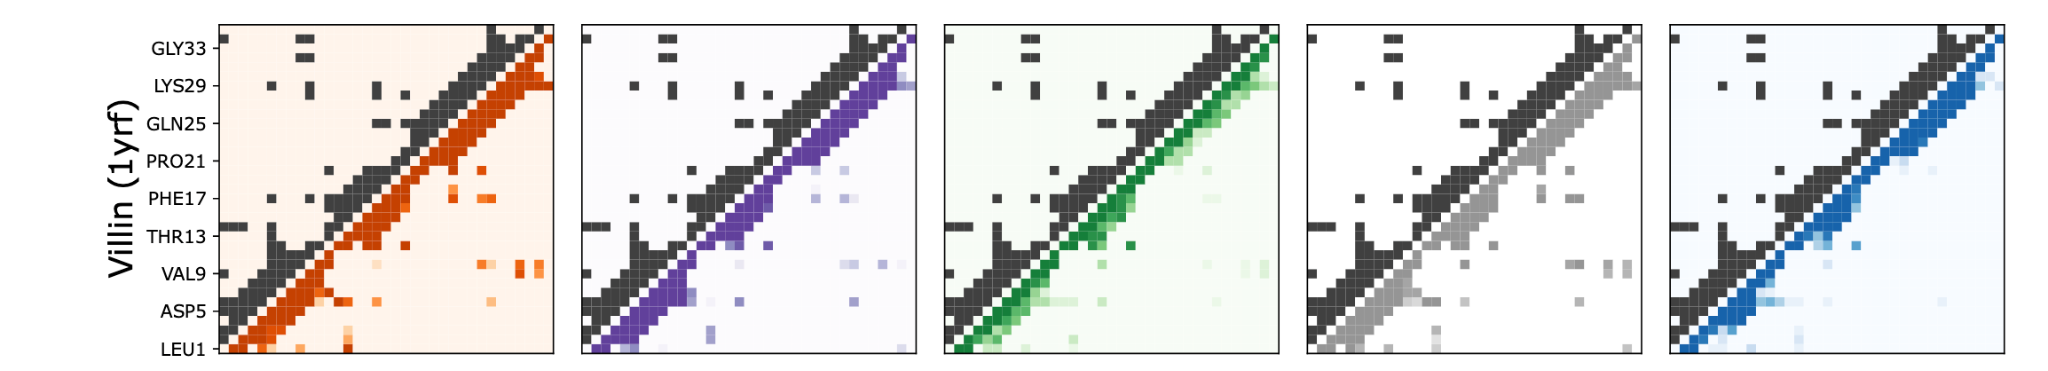 Villin (1yrf)
GLY33
LYS29
GLN25
PRO21
PHE17
THR13
VAL9
ASP5
LEU1